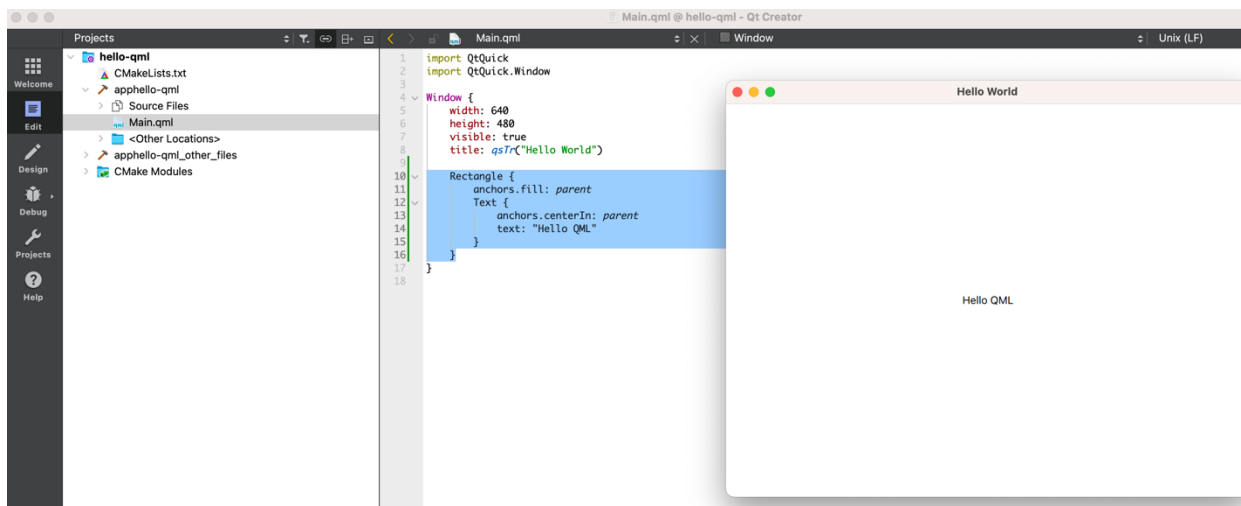 Main.qml @ hello-qml - Qt Creator
Projects
Main.qml
Window
Unix (LF)
Welcome
Edit
Design
Debug
Projects
Help
hello-qml
CMakeLists.txt
apphello-qml
Source Files
Main.qml
<Other Locations>
apphello-qml_other_files
CMake Modules
1 import QtQuick
2 import QtQuick.Window
3
4 Window {
5 width: 640
6 height: 480
7 visible: true
8 title: qsTr("Hello World")
9
10 Rectangle {
11 anchors.fill: parent
12 Text {
13 anchors.centerIn: parent
14 text: "Hello QML"
15 }
16 }
17 }
18
Hello World
Hello QML